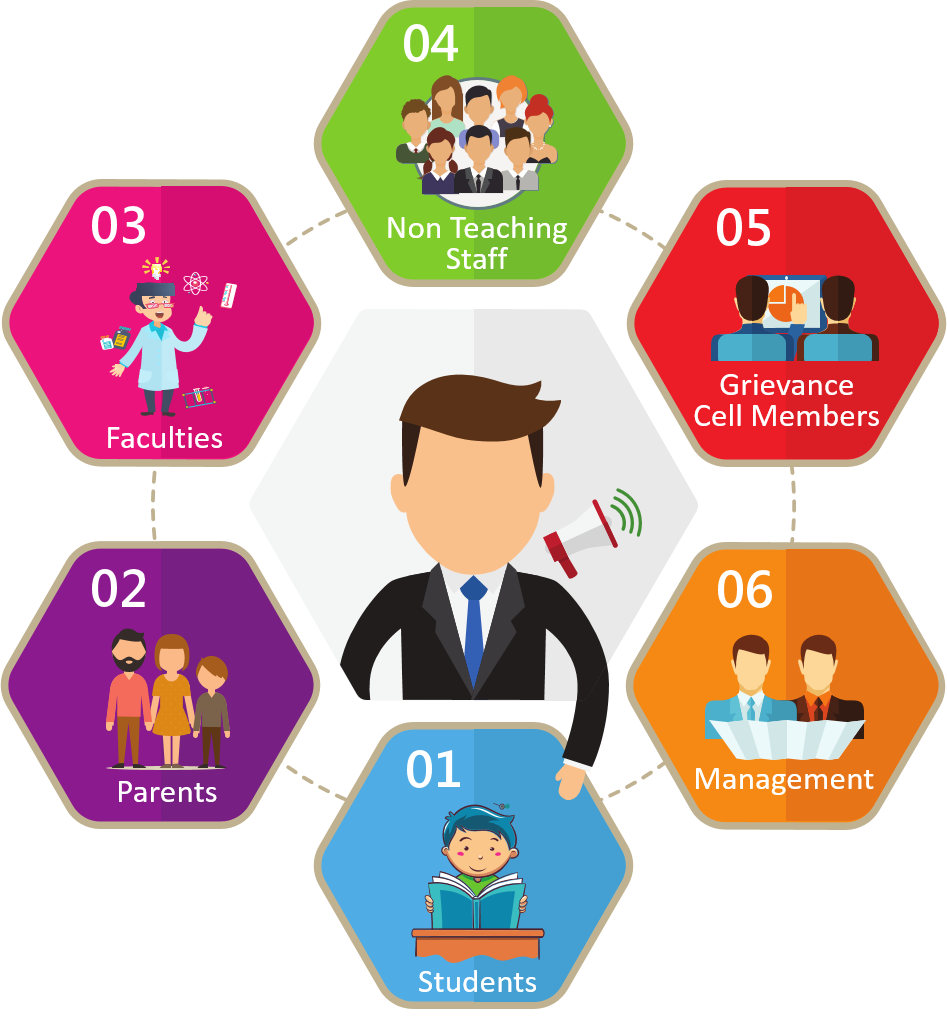 04
Non Teaching
Staff
03
Faculties
05
Grievance
Cell Members
02
Parents
06
Management
01
Students